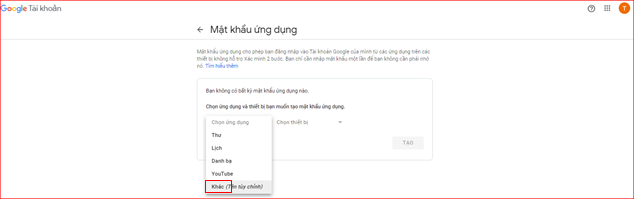 Google Tài khoản
T
Mật khẩu ứng dụng
Mật khẩu ứng dụng cho phép bạn đăng nhập vào Tài khoản Google của mình từ các ứng dụng trên các
thiết bị không hỗ trợ Xác minh 2 bước. Bạn chỉ cần nhập mật khẩu một lần để bạn không cần phải nhớ
nó. Tìm hiểu thêm
Bạn không có bất kỳ mật khẩu ứng dụng nào.
Chọn ứng dụng và thiết bị bạn muốn tạo mật khẩu ứng dụng.
Chọn ứng dụng Chọn thiết bị
Thư
TẠO
Lịch
Danh bạ
YouTube
Khác (Tên tùy chỉnh)